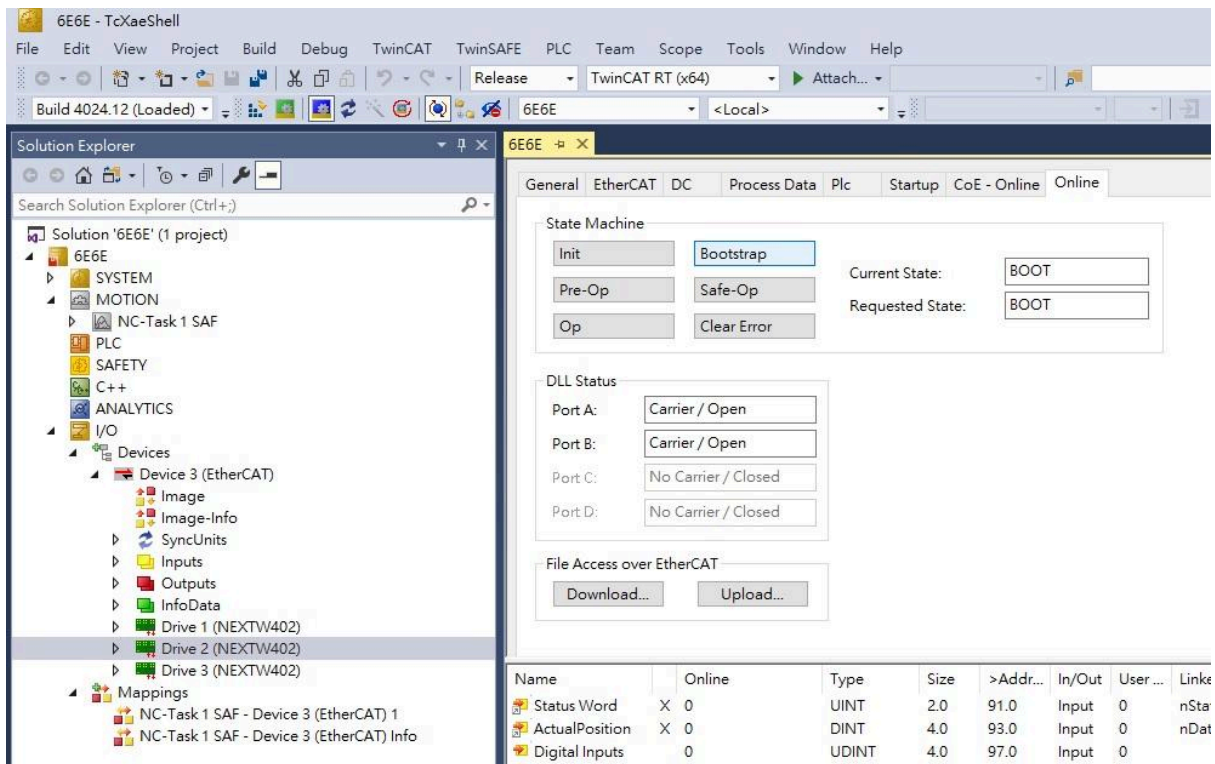 6E6E - TcXaeShell
File Edit View Project Build Debug TwinCAT TwinSAFE PLC Team Scope Tools Window Help
Release TwinCAT RT (x64) Attach...
Build 4024.12 (Loaded) 6E6E <Local>
Solution Explorer
Search Solution Explorer (Ctrl+;)
Solution '6E6E' (1 project)
6E6E
SYSTEM
MOTION
NC-Task 1 SAF
PLC
SAFETY
C++
ANALYTICS
I/O
Devices
Device 3 (EtherCAT)
Image
Image-Info
SyncUnits
Inputs
Outputs
InfoData
Drive 1 (NEXTW402)
Drive 2 (NEXTW402)
Drive 3 (NEXTW402)
Mappings
NC-Task 1 SAF - Device 3 (EtherCAT) 1
NC-Task 1 SAF - Device 3 (EtherCAT) Info
6E6E
General EtherCAT DC Process Data Plc Startup CoE - Online Online
State Machine
Init Bootstrap
Pre-Op Safe-Op
Op Clear Error
Current State: BOOT
Requested State: BOOT
DLL Status
Port A: Carrier / Open
Port B: Carrier / Open
Port C: No Carrier / Closed
Port D: No Carrier / Closed
File Access over EtherCAT
Download... Upload...
Name Online Type Size >Addr... In/Out User ... Linke
Status Word X 0 UINT 2.0 91.0 Input 0 nStat
ActualPosition X 0 DINT 4.0 93.0 Input 0 nDat
Digital Inputs 0 UDINT 4.0 97.0 Input 0